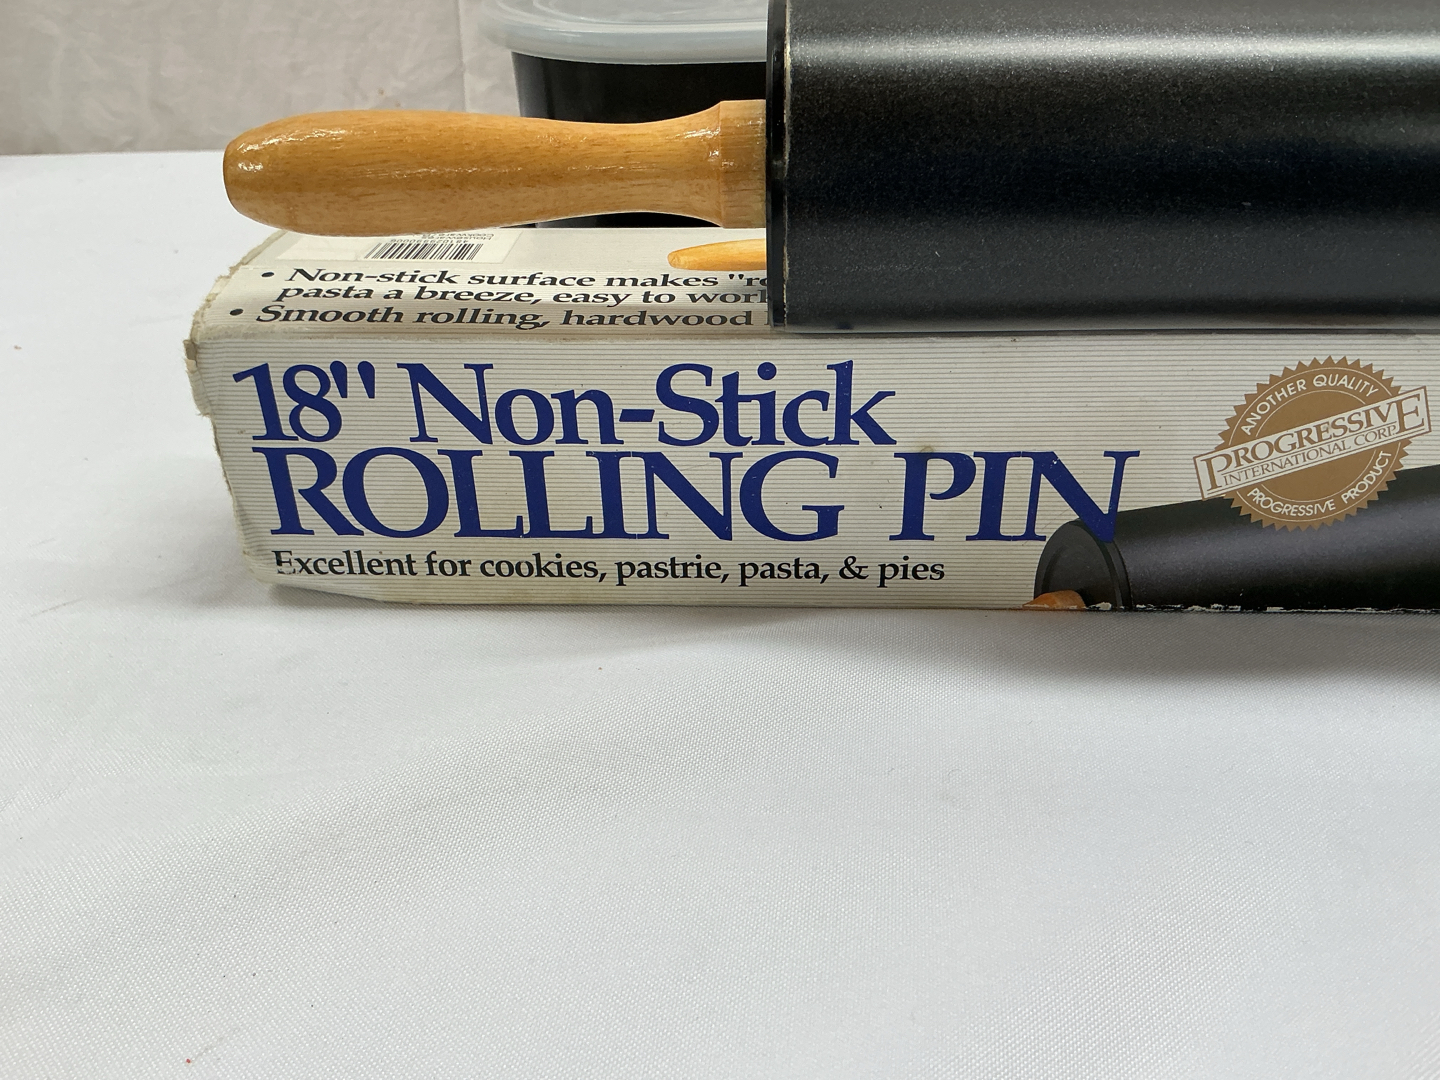 • Non-stick surface makes "ro
pasta a breeze, easy to work
• Smooth rolling, hardwood
18" Non-Stick
ROLLING PIN
Excellent for cookies, pastrie, pasta, & pies
ANOTHER QUALITY
PROGRESSIVE
INTERNATIONAL CORP.
PROGRESSIVE PRODUCT